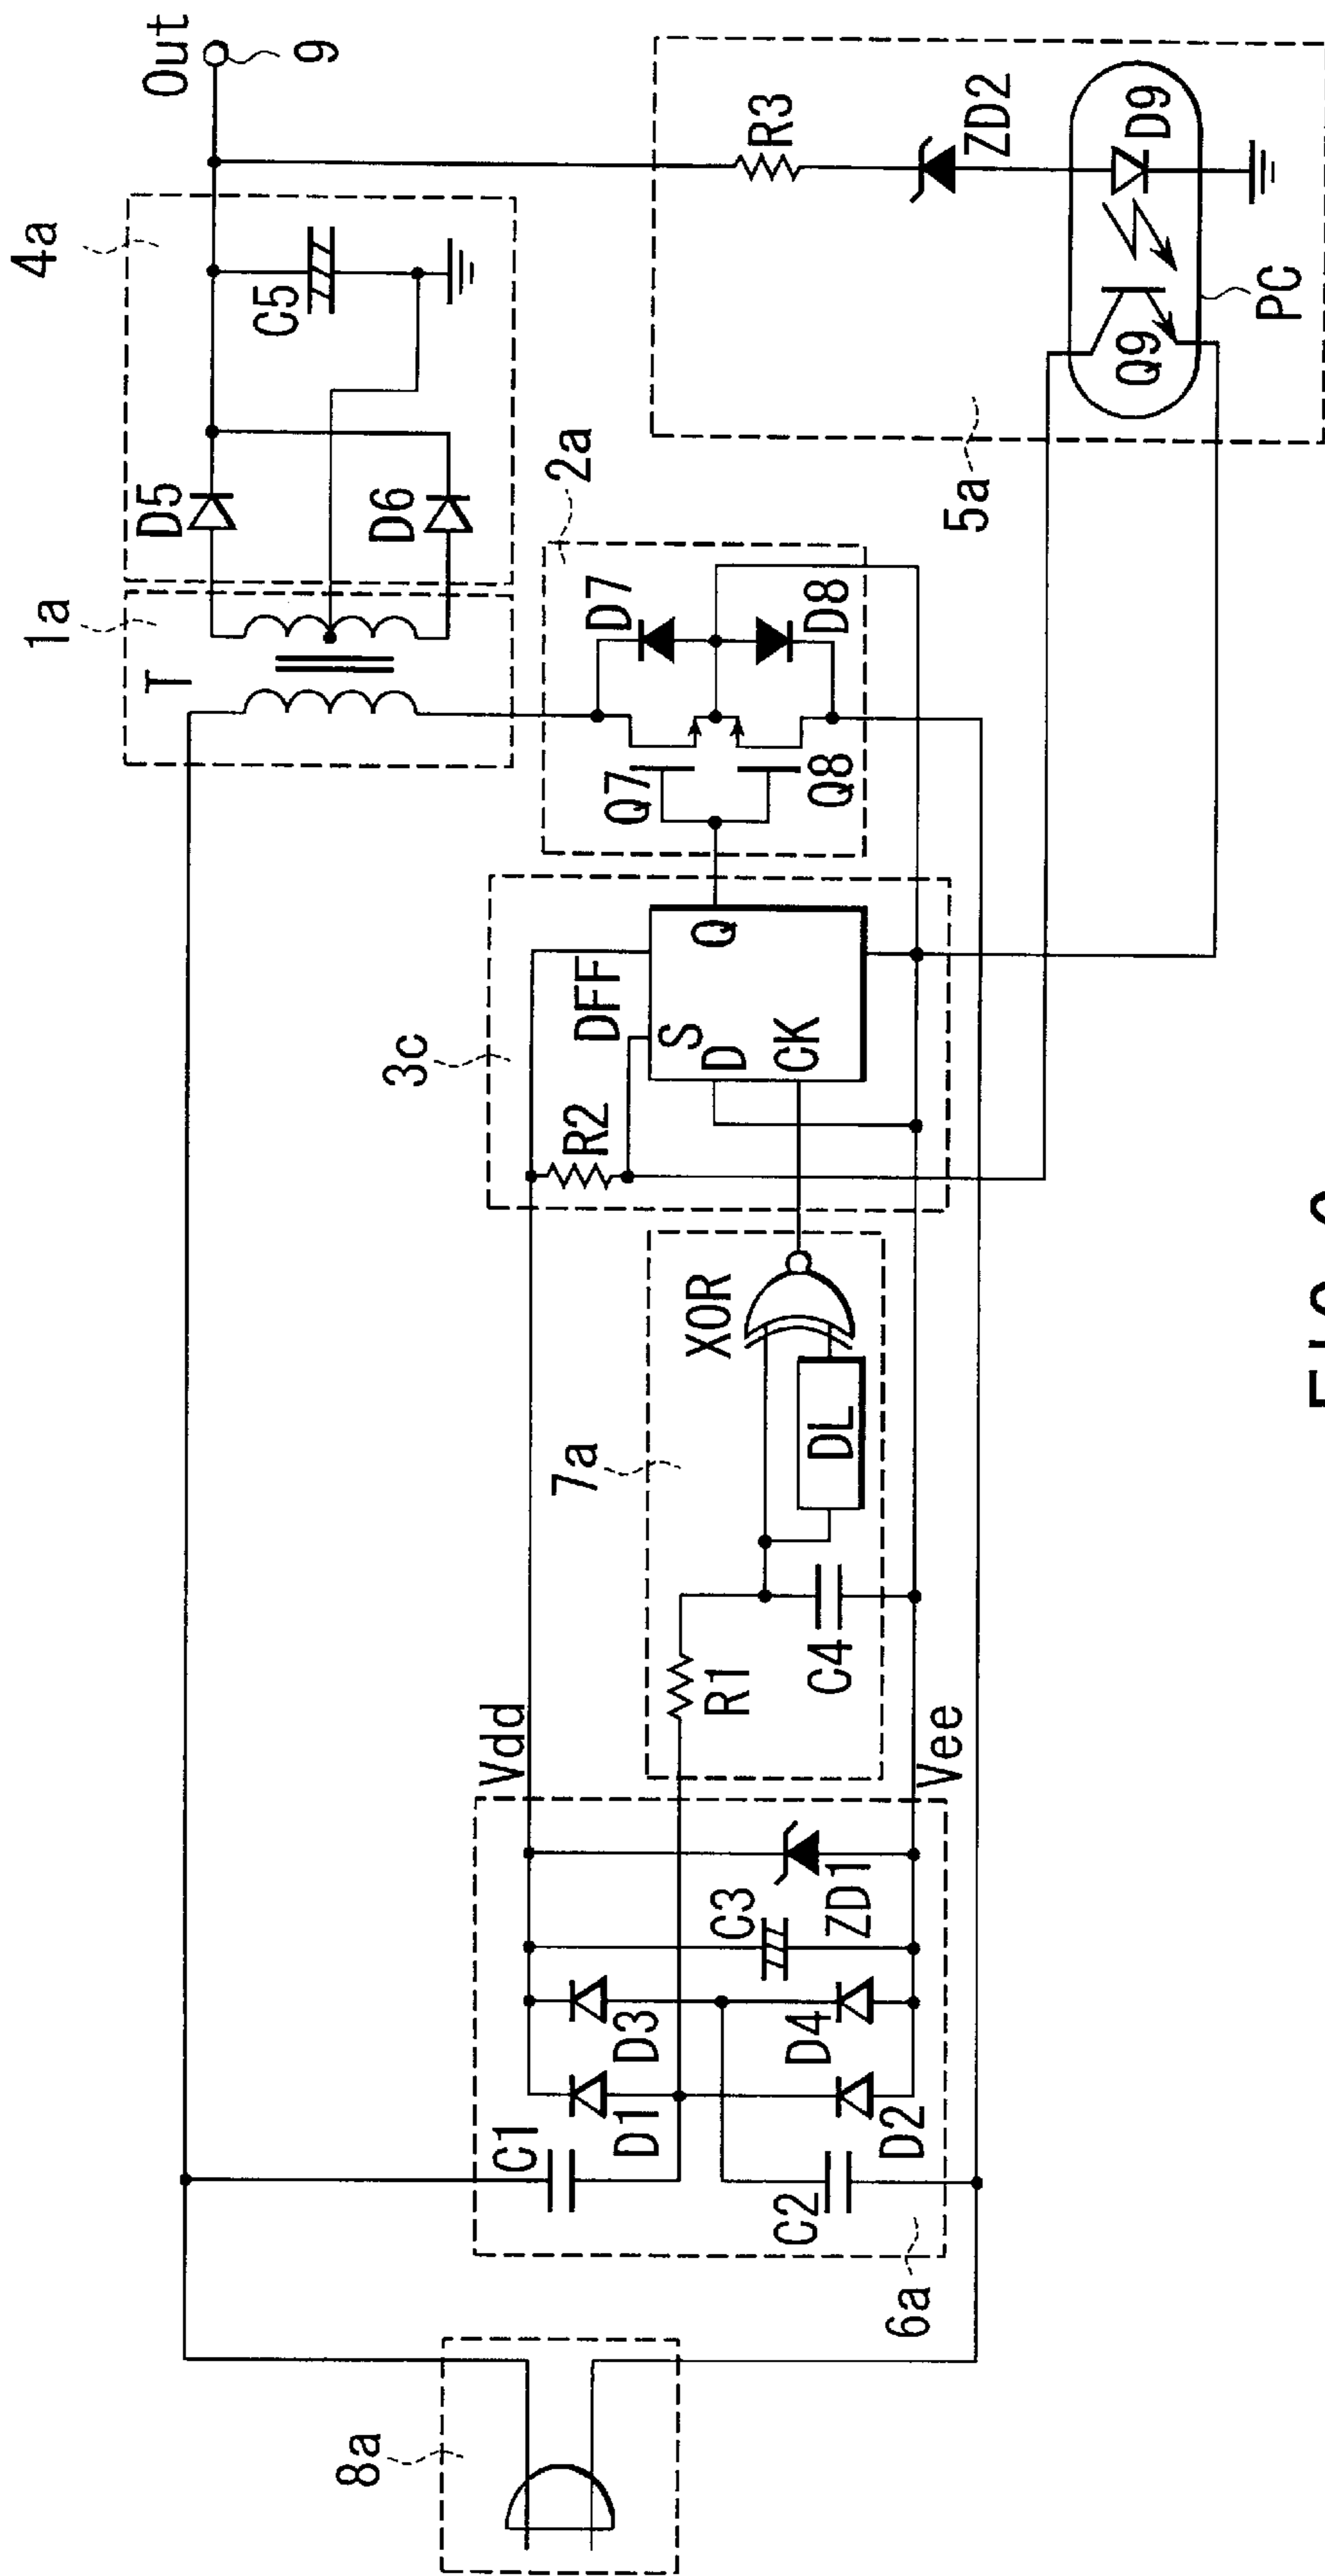 Out
9
4a
1a
T
D5
D6
C5
2a
D7
D8
Q7
Q8
R3
ZD2
D9
Q9
PC
5a
3c
DFF
S
Q
D
CK
R2
7a
XOR
DL
R1
C4
Vdd
Vee
C1
D1
D3
C3
ZD1
D4
D2
C2
6a
8a